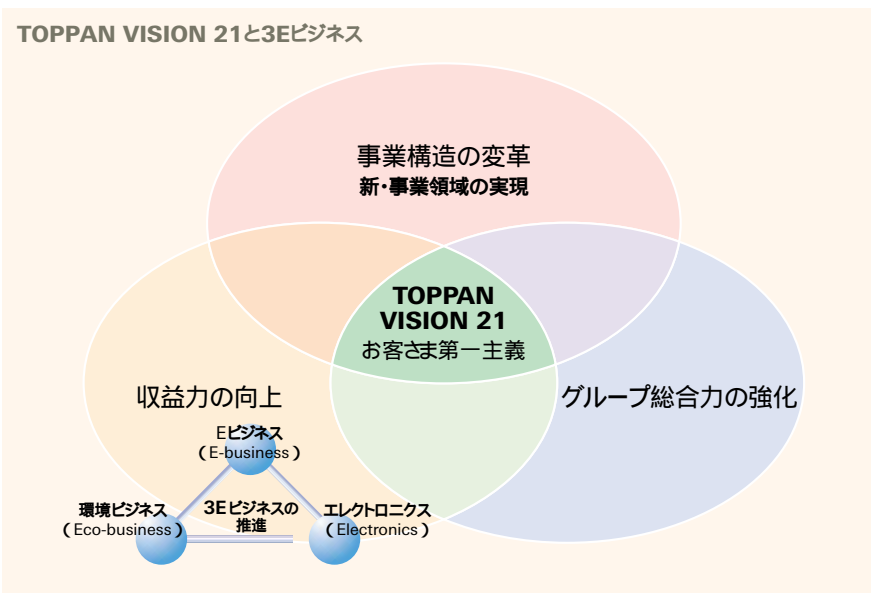 TOPPAN VISION 21と3Eビジネス
事業構造の変革
新・事業領域の実現
TOPPAN
VISION 21
お客さま第一主義
収益力の向上
グループ総合力の強化
Eビジネス
(E-business)
環境ビジネス
(Eco-business)
3Eビジネスの
推進
エレクトロニクス
(Electronics)